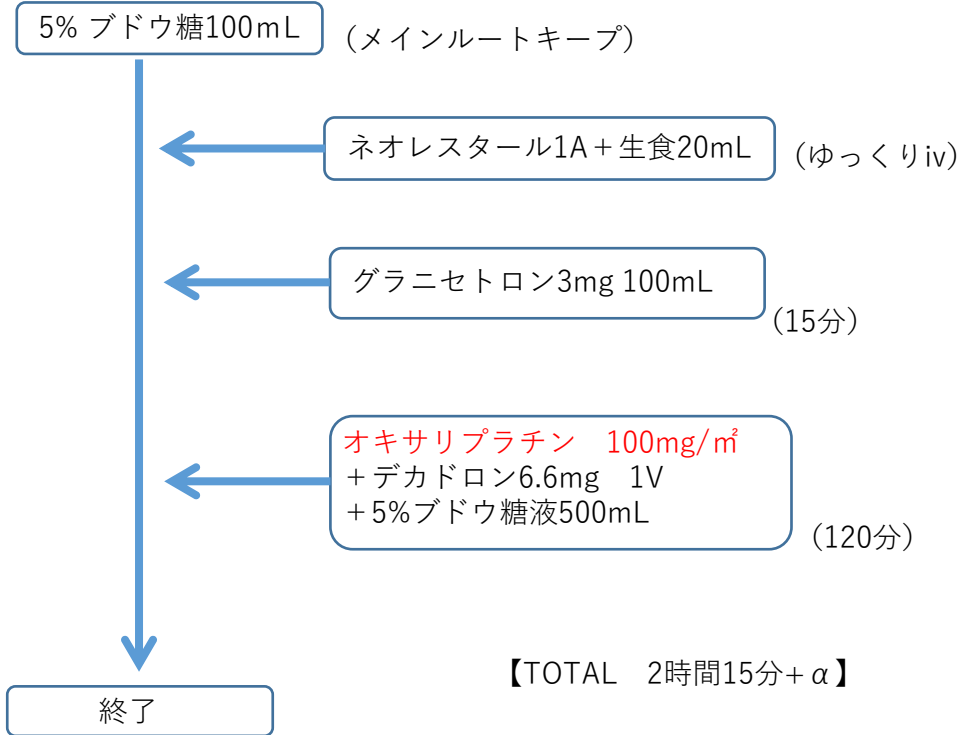 5% ブドウ糖100mL
(メインルートキープ)
ネオレスタール1A+生食20mL
(ゆっくりiv)
グラニセトロン3mg 100mL
(15分)
オキサリプラチン　100mg/㎡
+デカドロン6.6mg　1V
+5%ブドウ糖液500mL
(120分)
【TOTAL　2時間15分+α】
終了